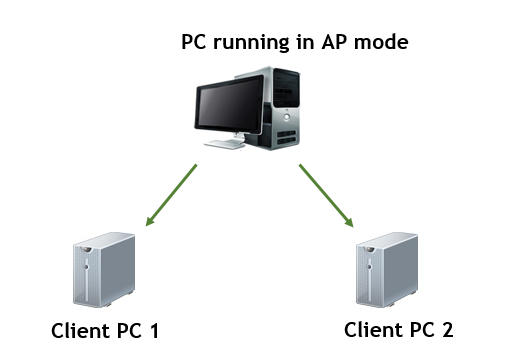 PC running in AP mode
Client PC 1
Client PC 2